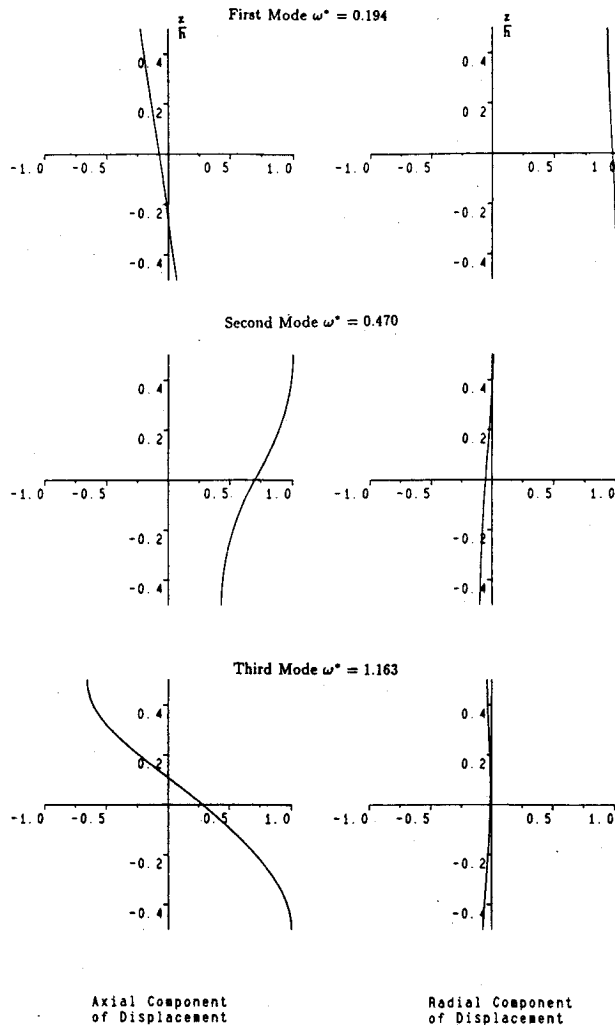 First Mode ω* = 0.194
z/h z/h
0.4 0.4
0.2 0.2
-1.0 -0.5 0 5 1.0 -1.0 -0.5 0.5 1.0
-0.2 -0.2
-0.4 -0.4
Second Mode ω* = 0.470
0.4 0.4
0.2 0.2
-1.0 -0.5 0.5 1.0 -1.0 -0.5 0.5 1.0
-0.2 -0.2
-0.4 -0.4
Third Mode ω* = 1.163
0.4 0.4
0.2 0.2
-1.0 -0.5 0.5 1.0 -1.0 -0.5 0.5 1.0
-0.2 -0.2
-0.4 -0.4
Axial Component Radial Component
of Displacement of Displacement